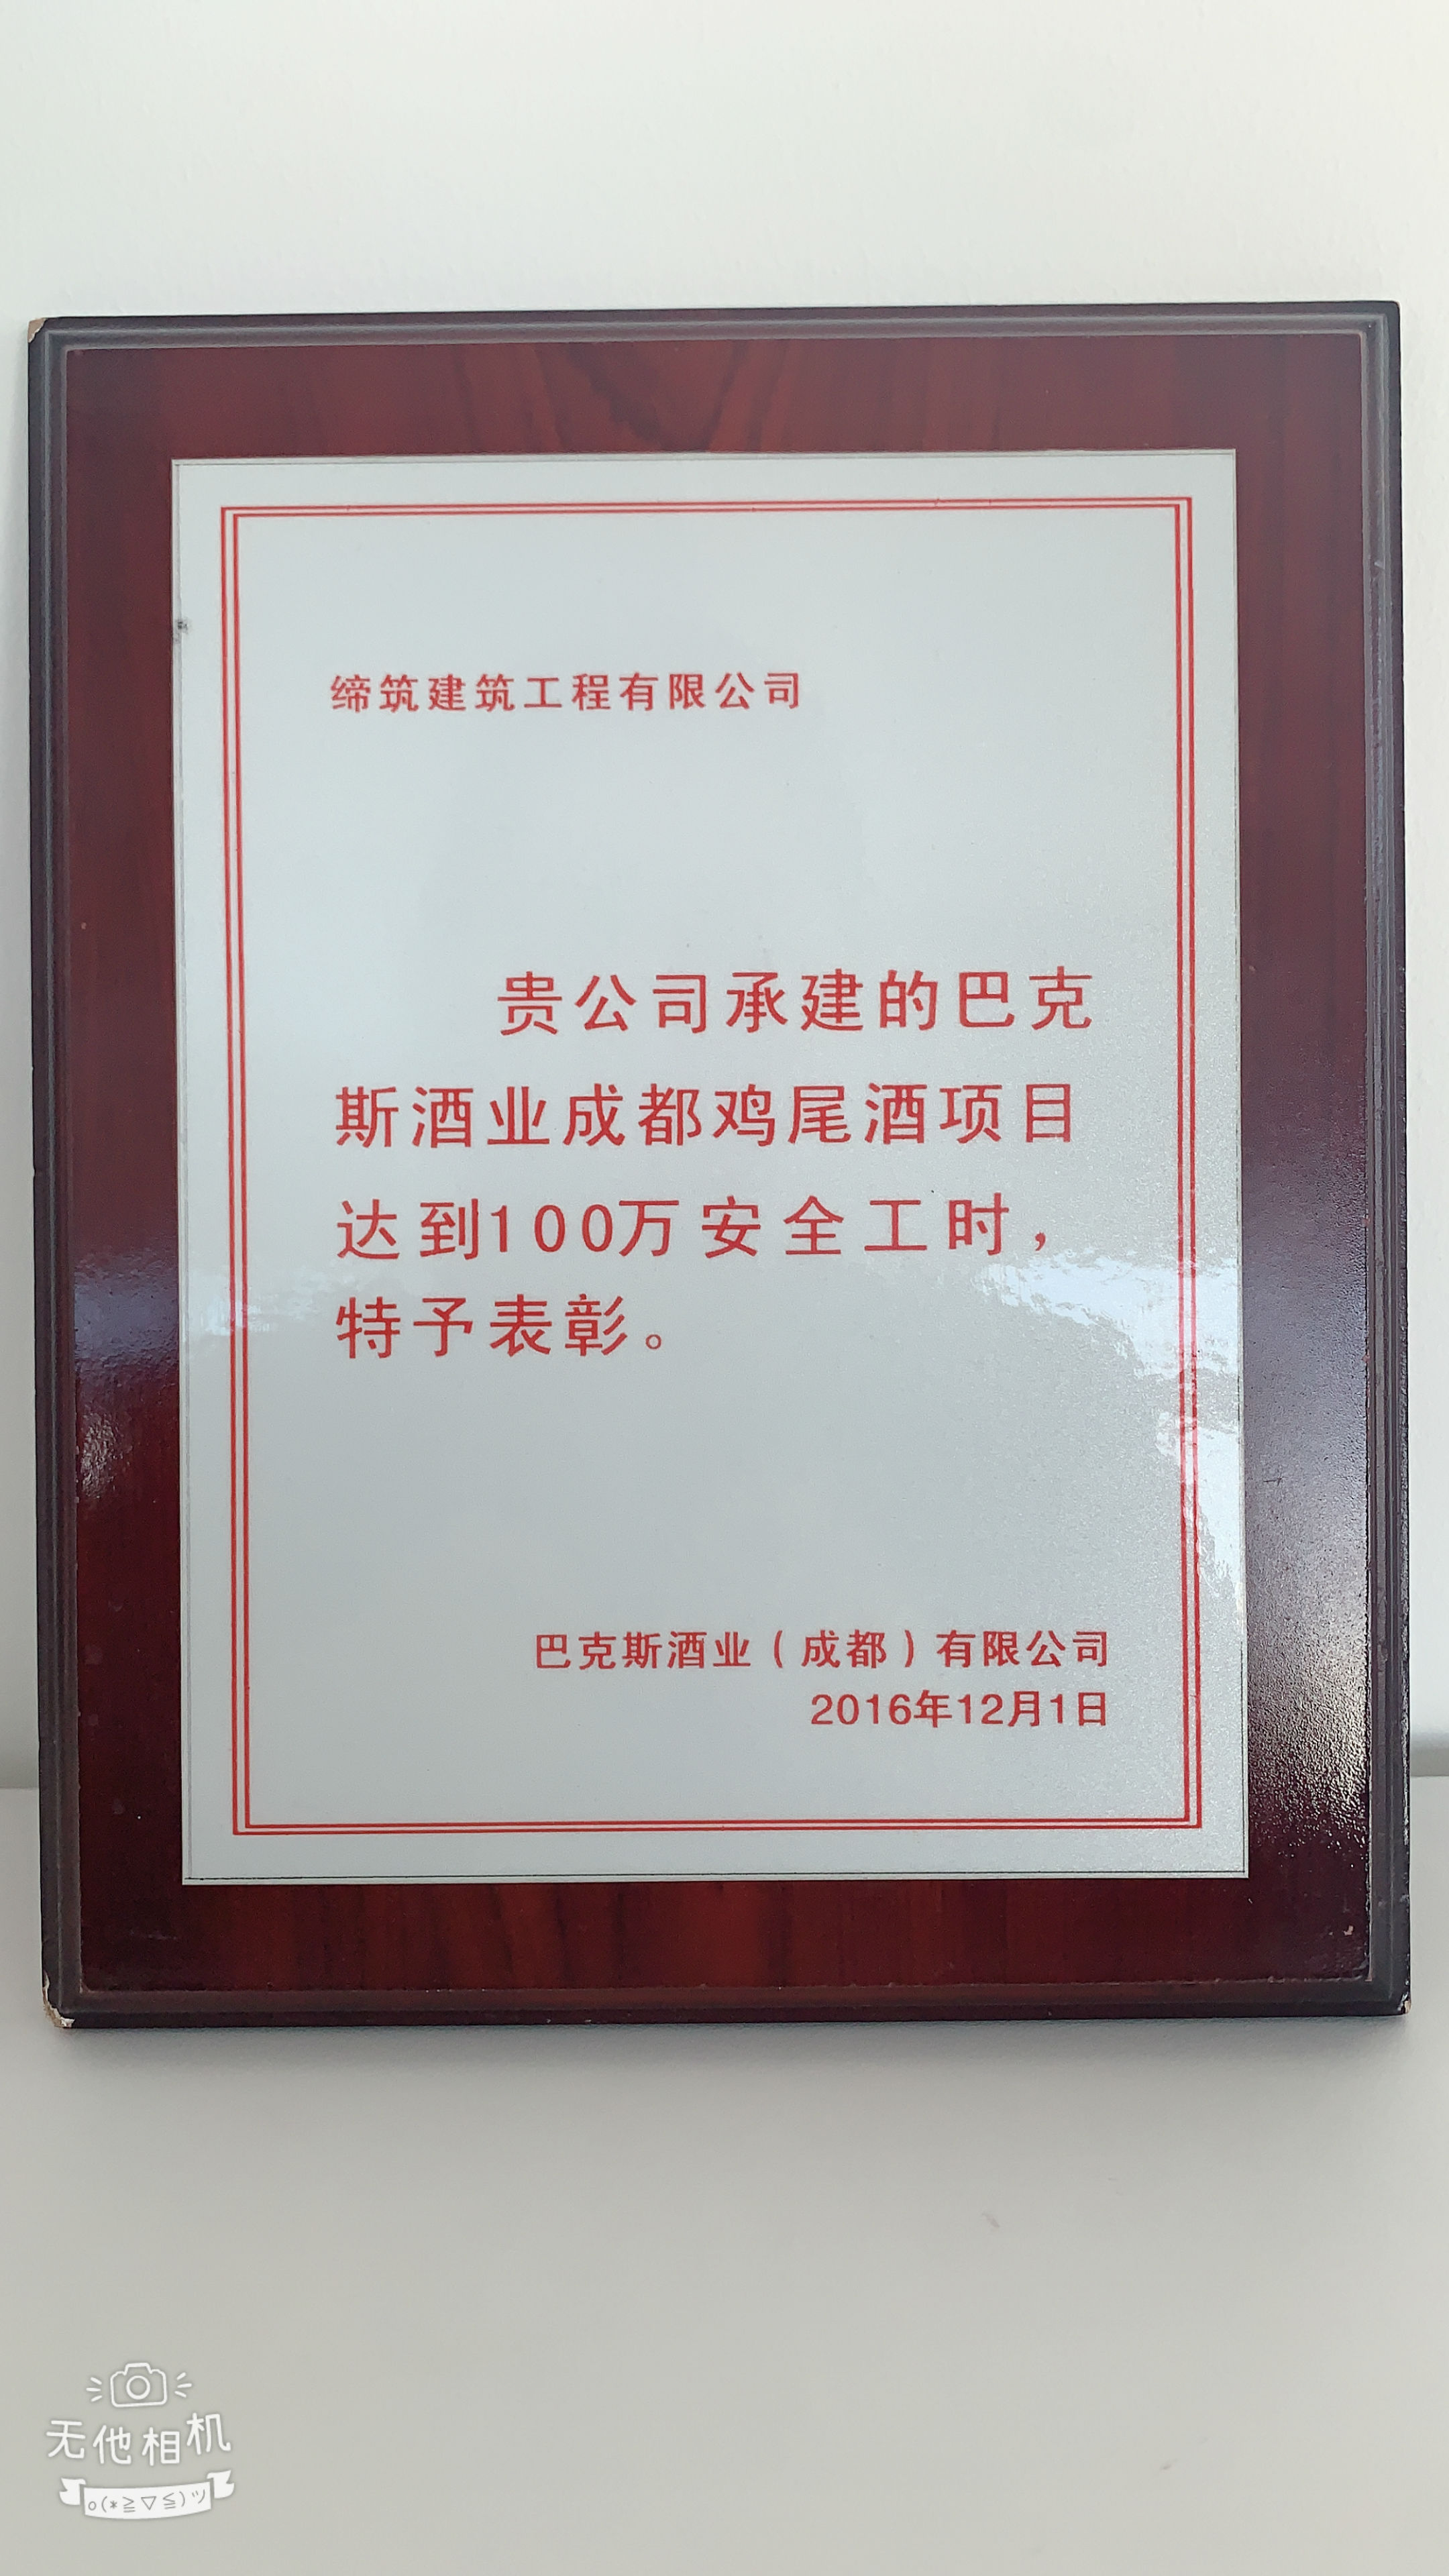 缔筑建筑工程有限公司
贵公司承建的巴克
斯酒业成都鸡尾酒项目
达到100万安全工时，
特予表彰。
巴克斯酒业（成都）有限公司
2016年12月1日
无他相机
o(*≧▽≦)ツ